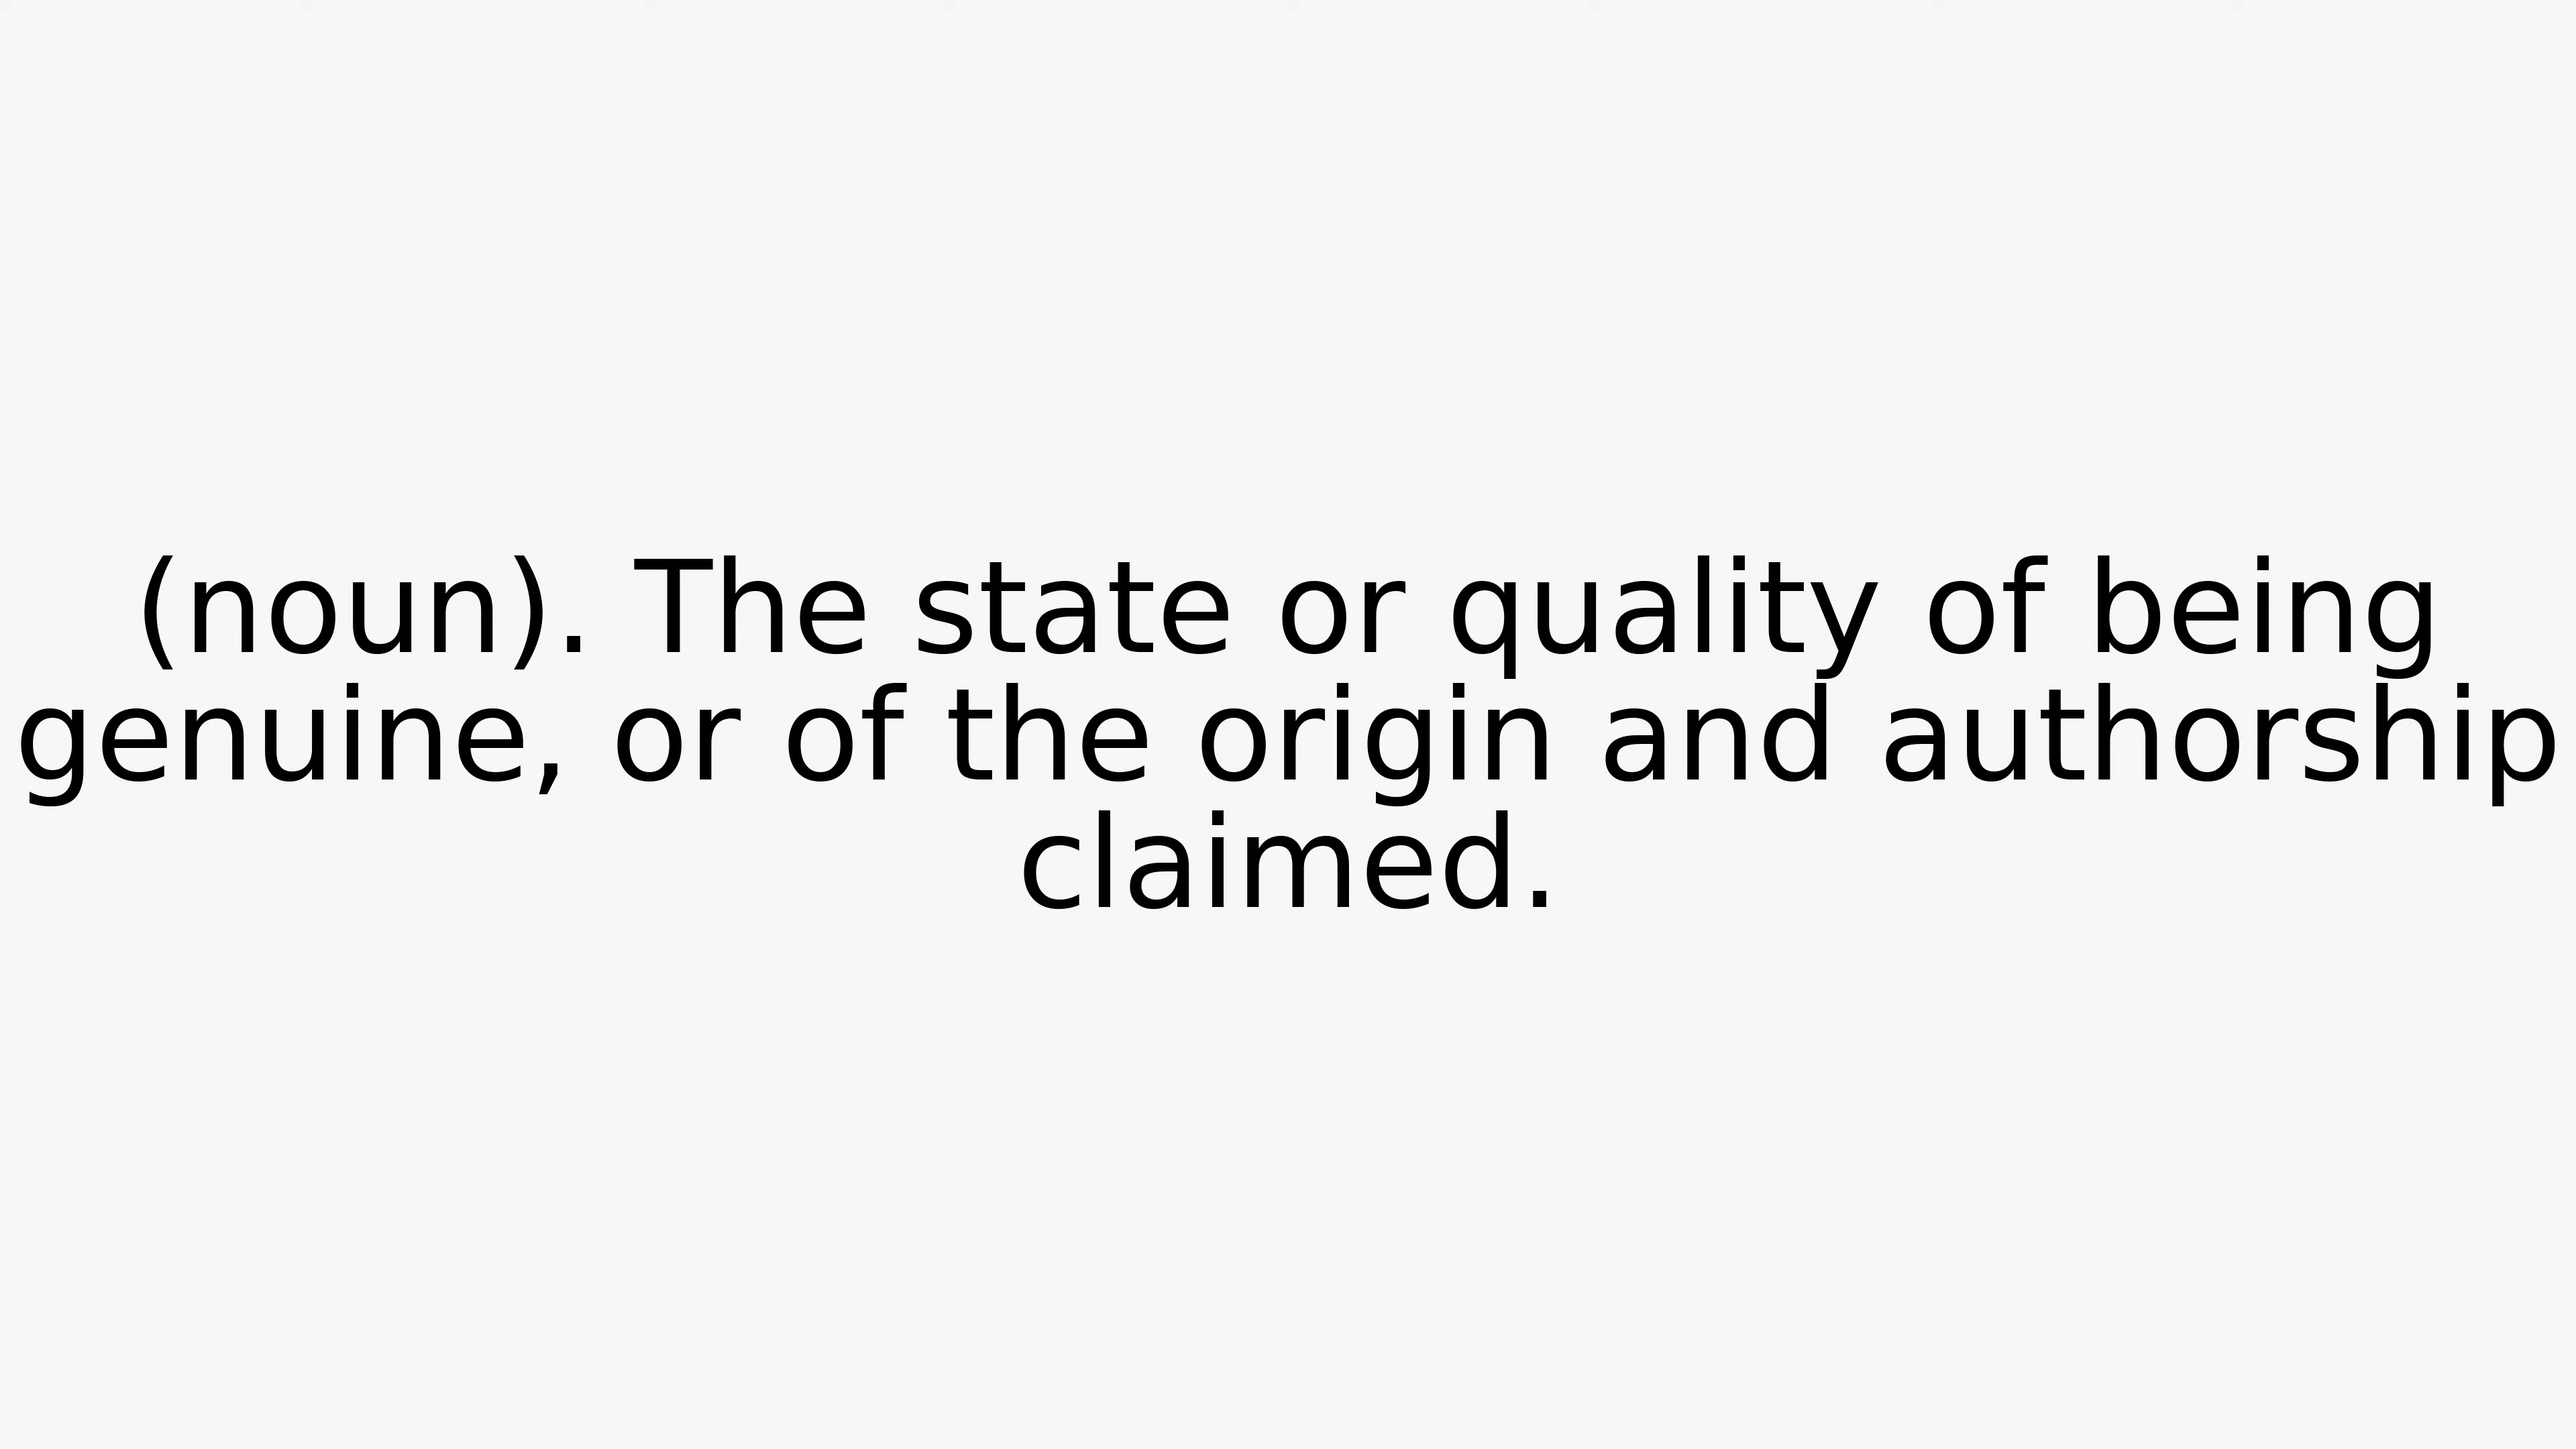 (noun). The state or quality of being
genuine, or of the origin and authorship
claimed.